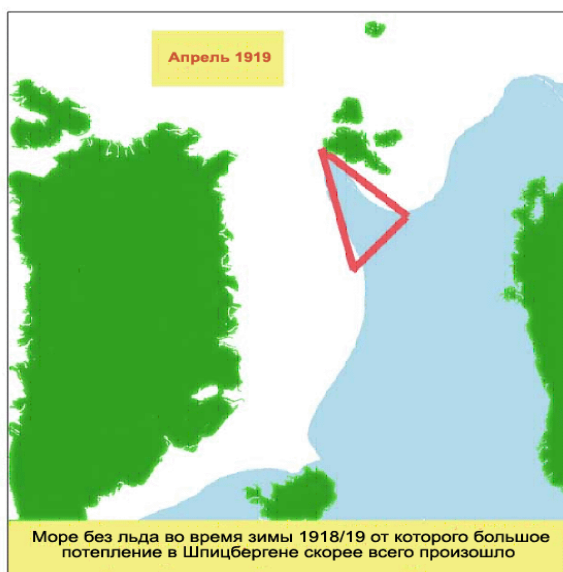 Апрель 1919
Море без льда во время зимы 1918/19 от которого большое
потепление в Шпицбергене скорее всего произошло